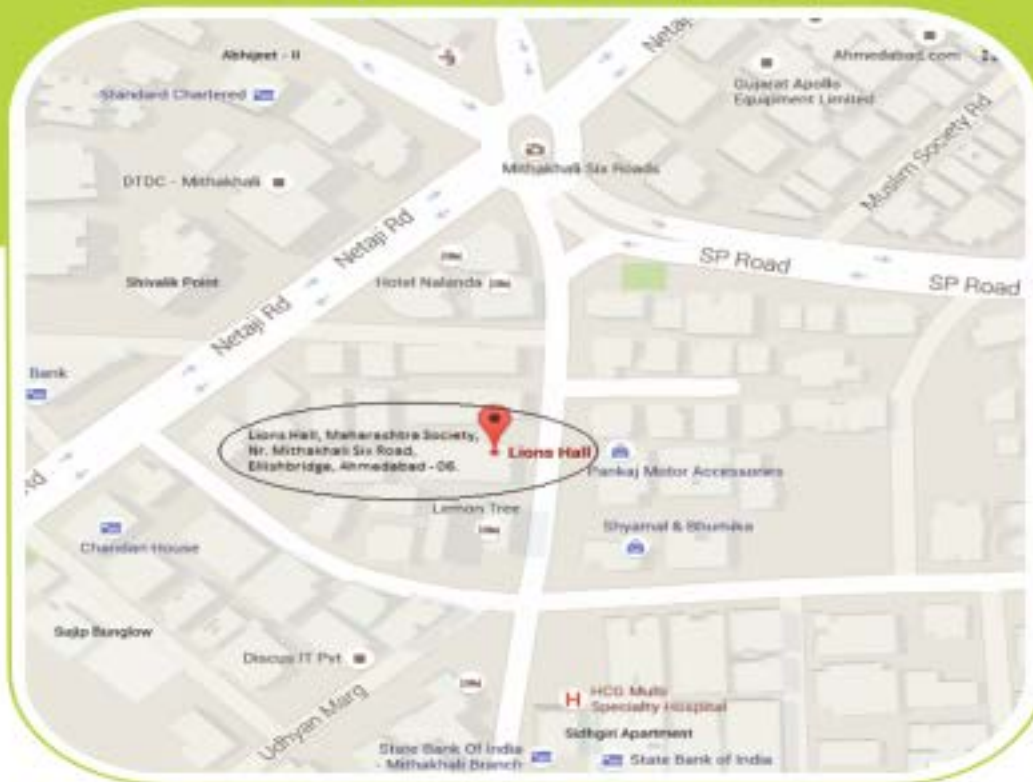 Abhijeet - II
Netaji
Ahmedabad.com
Standard Chartered
Gujarat Apollo
Equipment Limited
Mithakhali Six Roads
DTDC - Mithakhali
Muslim Society Rd
Netaji Rd
SP Road
SP Road
Shivalik Point
Hotel Nalanda
Netaji Rd
Bank
Lions Hall, Maharashtra Society,
Nr. Mithakhali Six Road,
Ellishbridge, Ahmedabad - 06.
Lions Hall
Pankaj Motor Accessories
Rd
Lemon Tree
Shyamal & Bhumika
Chandan House
Discus IT Pvt
Udhyan Marg
H
HCG Multi
Specialty Hospital
Sidhgiri Apartment
State Bank Of India
- Mithakhali Branch
State Bank of India